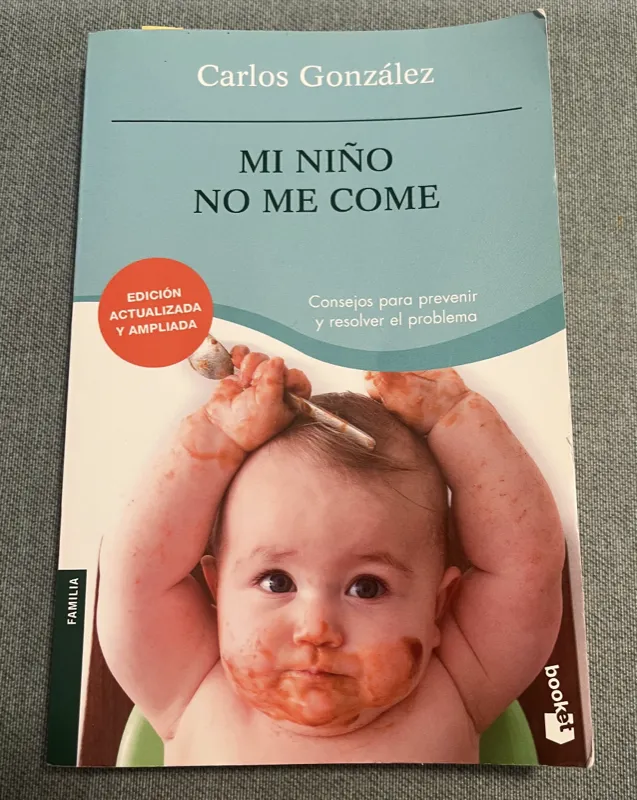 Carlos González
MI NIÑO
NO ME COME
EDICIÓN
ACTUALIZADA
Y AMPLIADA
Consejos para prevenir
y resolver el problema
FAMILIA
booket